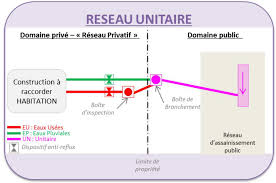 RESEAU UNITAIRE
Domaine privé – « Réseau Privatif »
Domaine public
Construction à
raccorder
HABITATION
Boîte
d'inspection
Boîte de
Branchement
EU : Eaux Usées
EP : Eaux Pluviales
UN : Unitaire
Dispositif anti reflux
Réseau
d'assainissement
public
Limite de
propriété